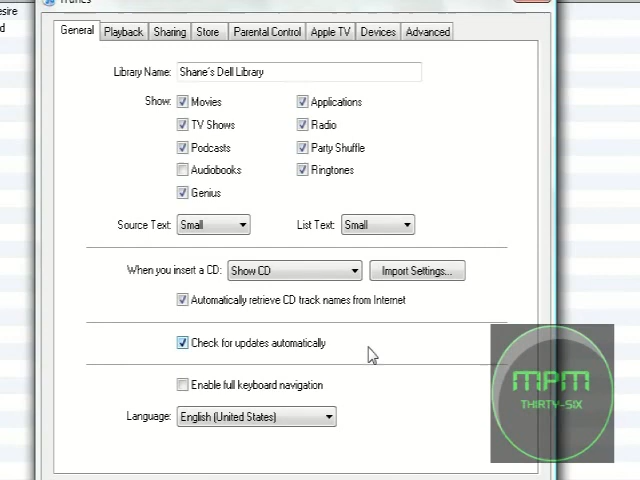 esire
iTunes
d
General Playback Sharing Store Parental Control Apple TV Devices Advanced
Library Name: Shane's Dell Library
Show: Movies Applications
TV Shows Radio
Podcasts Party Shuffle
Audiobooks Ringtones
Genius
Source Text: Small List Text: Small
When you insert a CD: Show CD Import Settings...
Automatically retrieve CD track names from Internet
Check for updates automatically
Enable full keyboard navigation
Language: English (United States)
MPM
THIRTY-SIX